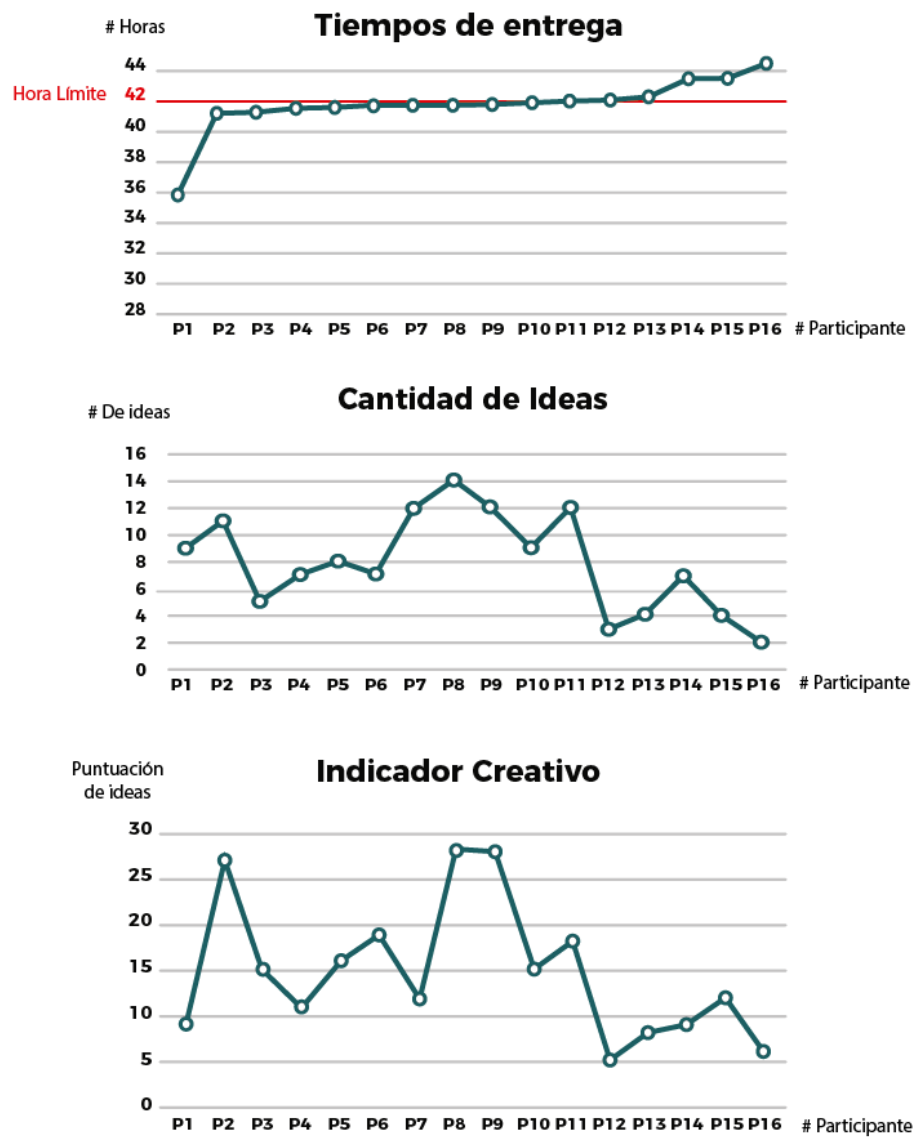 # Horas
Tiempos de entrega
44
Hora Límite 42
40
38
36
34
32
30
28
P1 P2 P3 P4 P5 P6 P7 P8 P9 P10 P11 P12 P13 P14 P15 P16 # Participante
Cantidad de Ideas
# De ideas
16
14
12
10
8
6
4
2
0
P1 P2 P3 P4 P5 P6 P7 P8 P9 P10 P11 P12 P13 P14 P15 P16 # Participante
Puntuación
de ideas
Indicador Creativo
30
25
20
15
10
5
0
P1 P2 P3 P4 P5 P6 P7 P8 P9 P10 P11 P12 P13 P14 P15 P16 # Participante